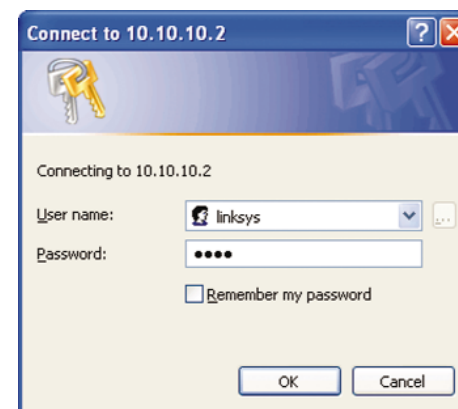 Connect to 10.10.10.2
Connecting to 10.10.10.2
User name: linksys
Password: ••••
Remember my password
OK Cancel